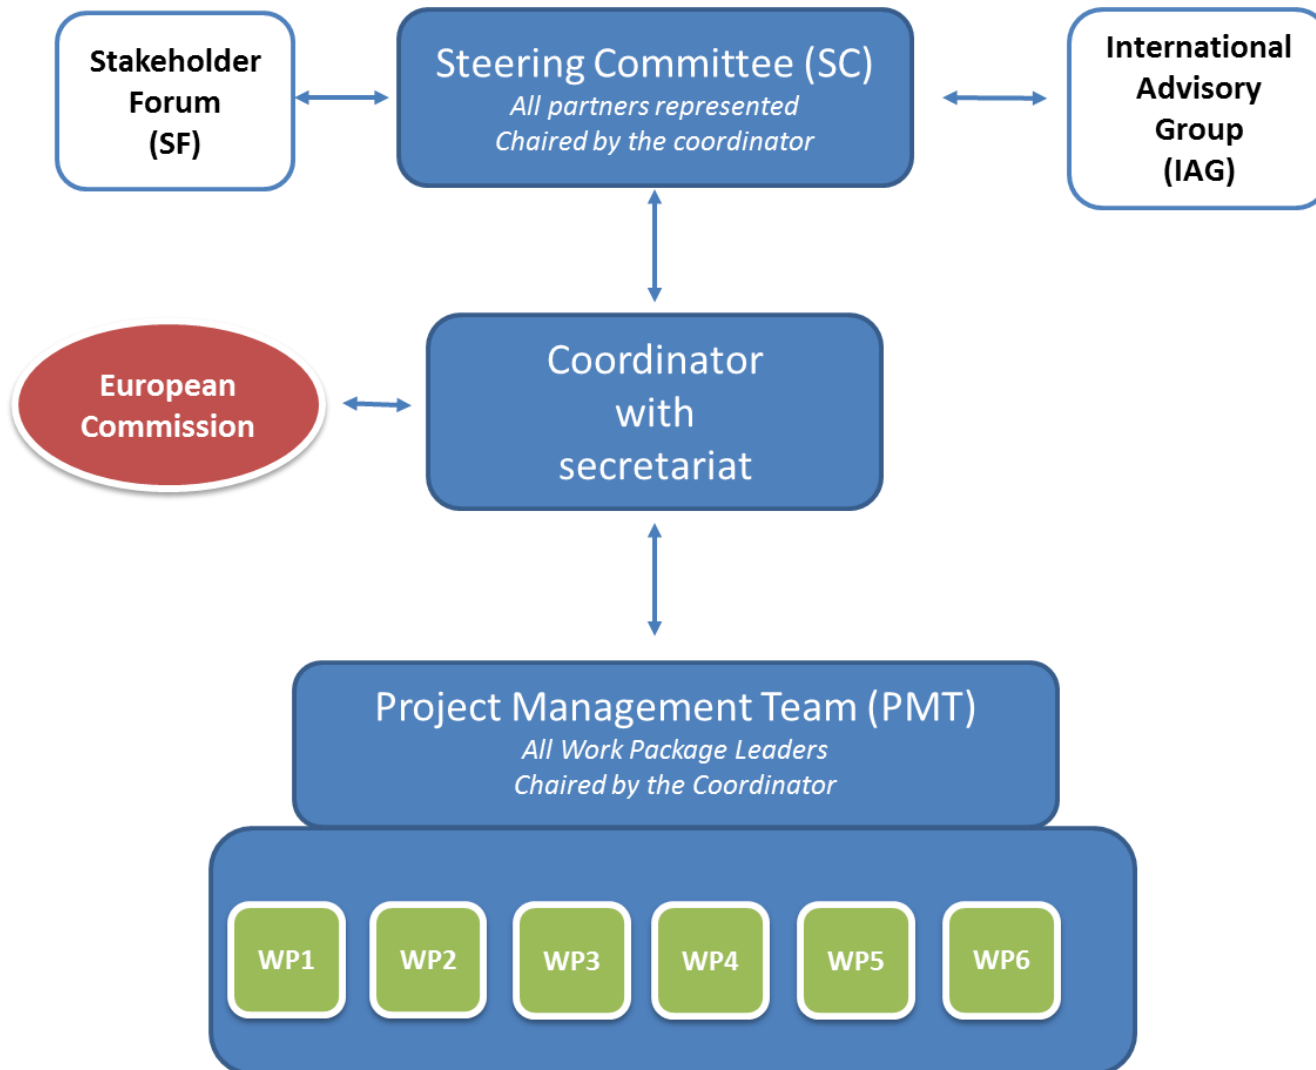 Stakeholder
Forum
(SF)
Steering Committee (SC)
All partners represented
Chaired by the coordinator
International
Advisory
Group
(IAG)
European
Commission
Coordinator
with
secretariat
Project Management Team (PMT)
All Work Package Leaders
Chaired by the Coordinator
WP1
WP2
WP3
WP4
WP5
WP6